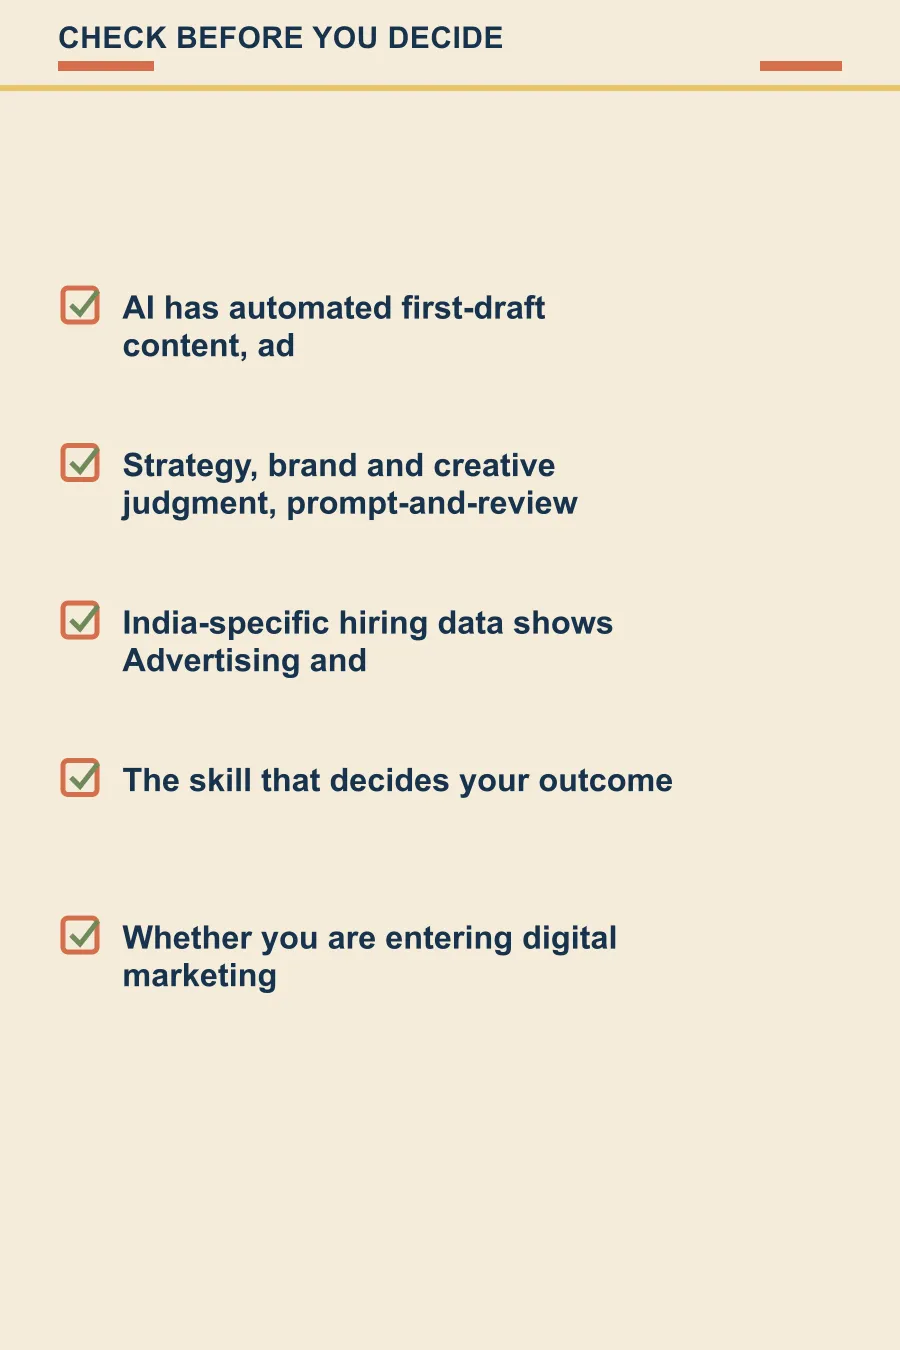 CHECK BEFORE YOU DECIDE
AI has automated first-draft
content, ad
Strategy, brand and creative
judgment, prompt-and-review
India-specific hiring data shows
Advertising and
The skill that decides your outcome
Whether you are entering digital
marketing